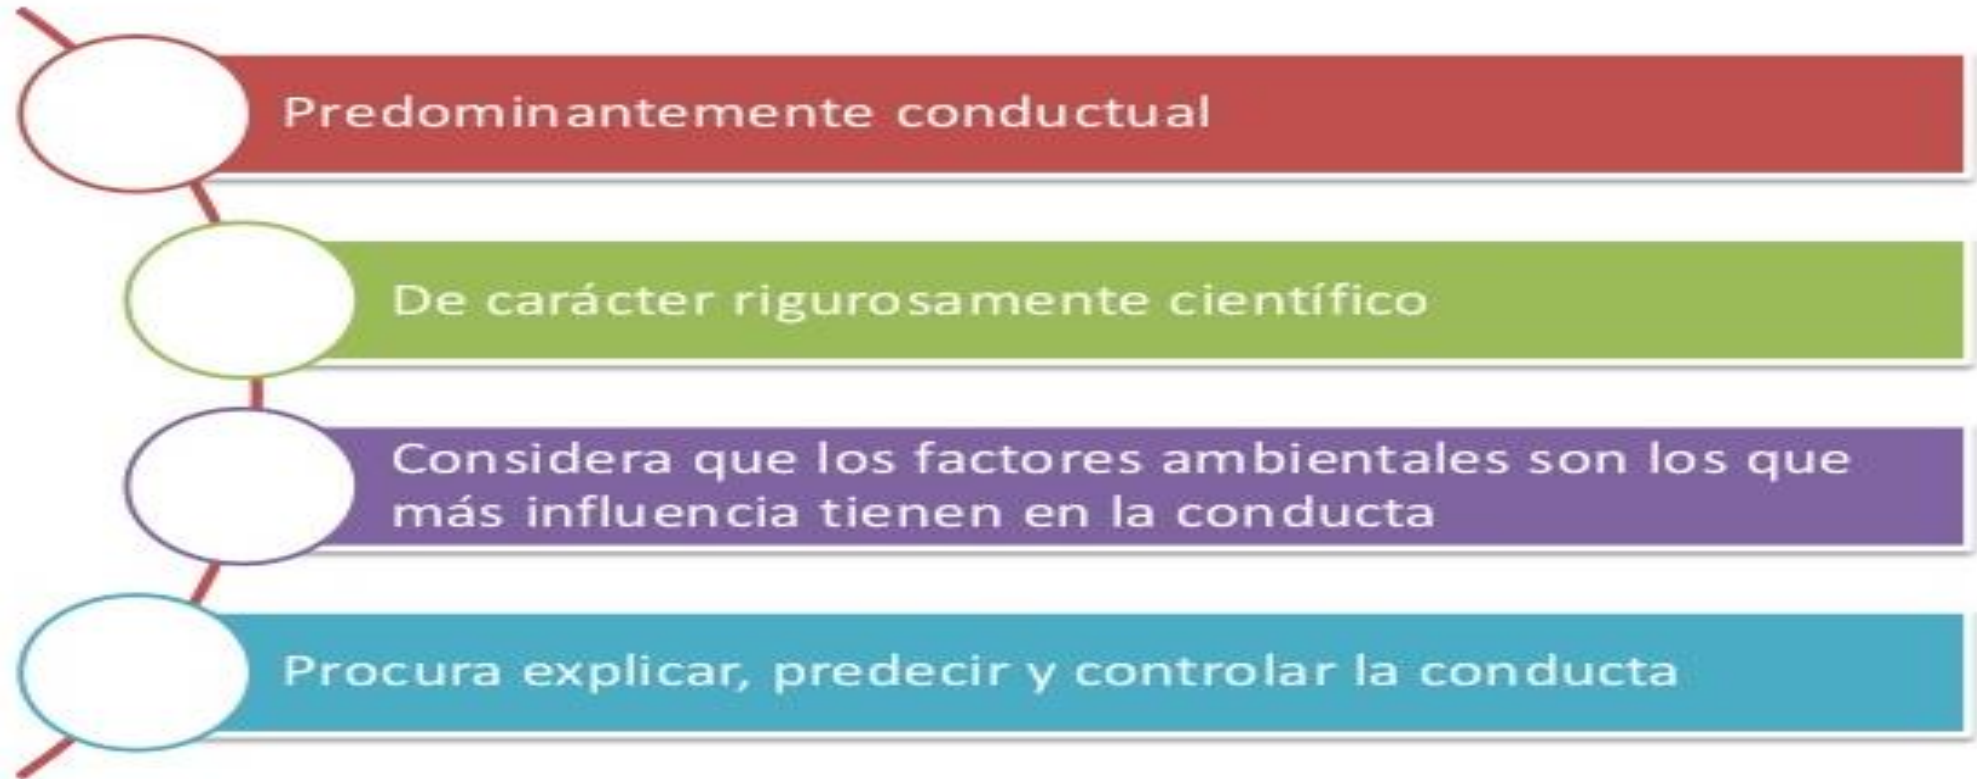 Predominantemente conductual
De carácter rigurosamente científico
Considera que los factores ambientales son los que
más influencia tienen en la conducta
Procura explicar, predecir y controlar la conducta